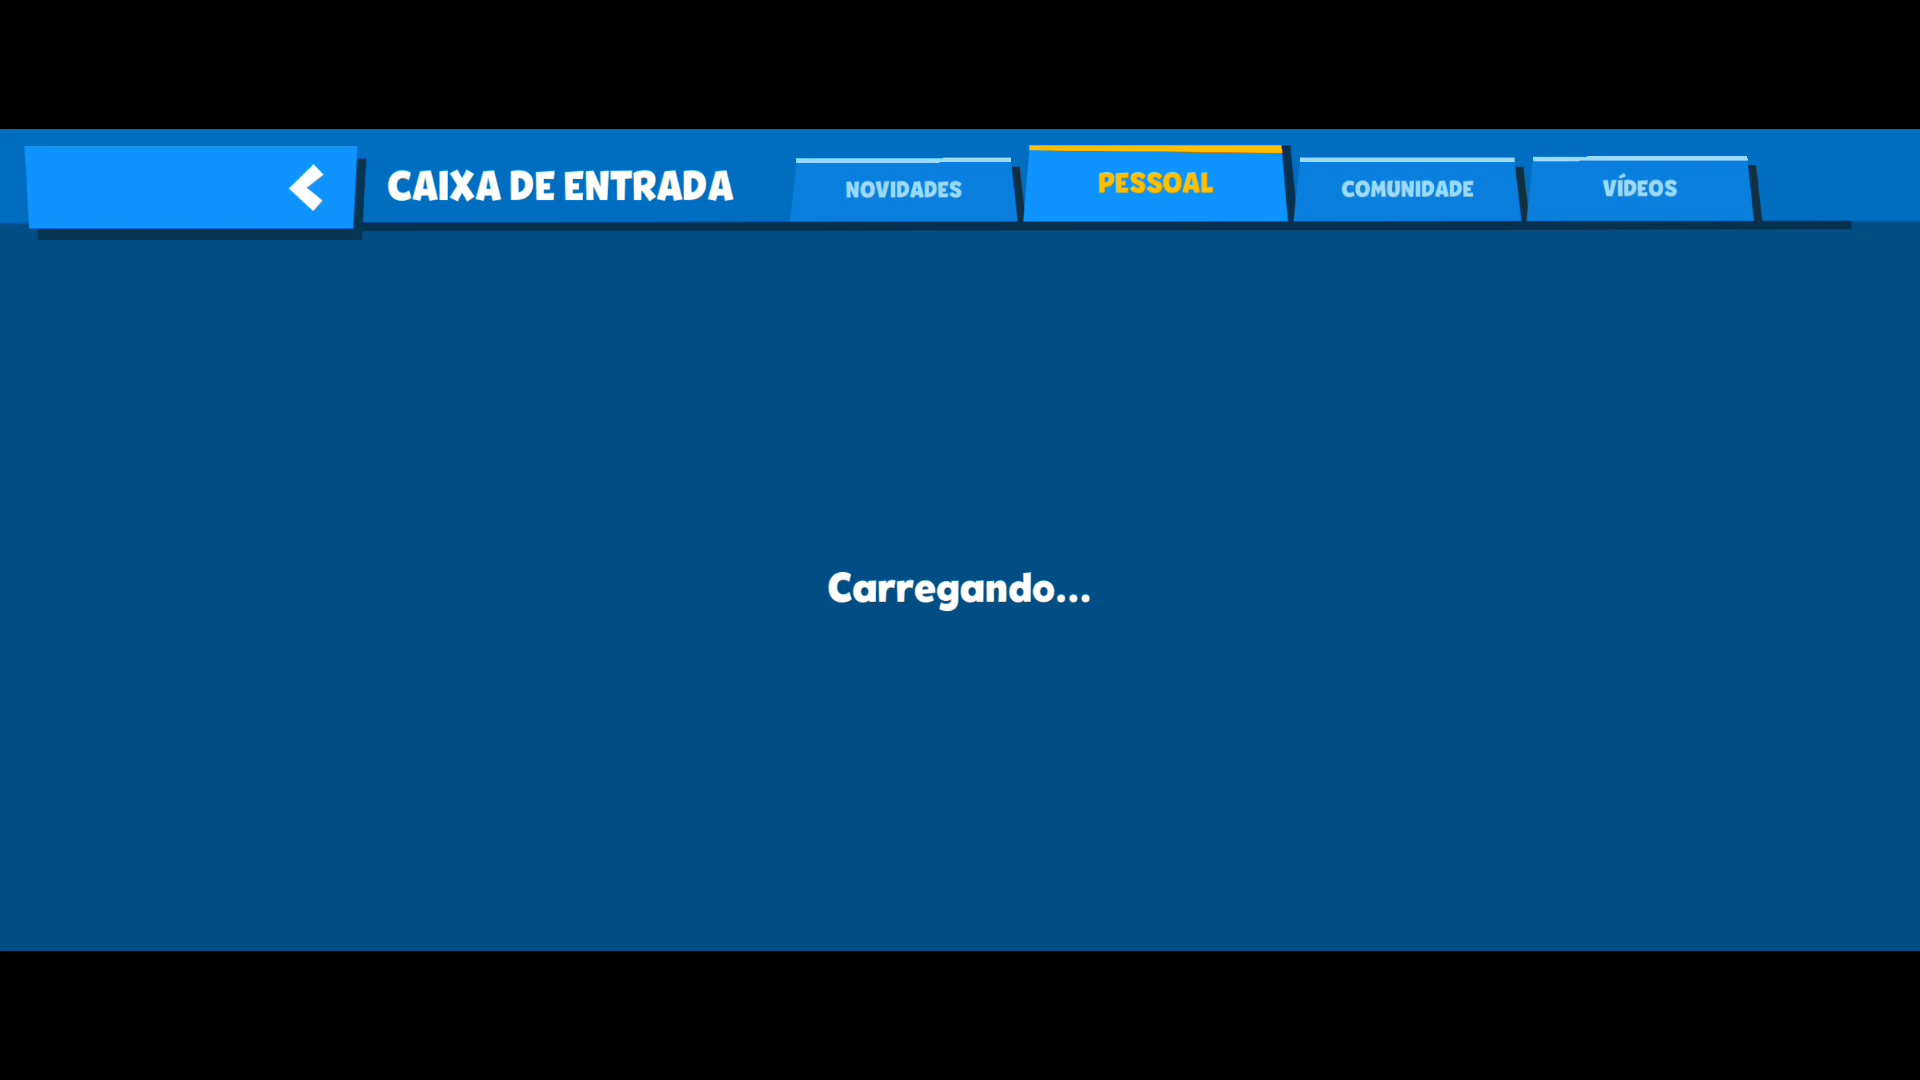 CAIXA DE ENTRADA
NOVIDADES
PESSOAL
COMUNIDADE
VÍDEOS
Carregando...